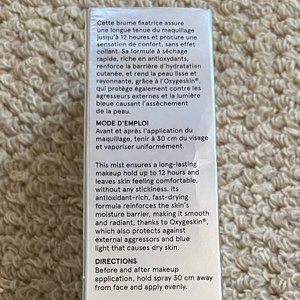 Cette brume fixatrice assure
une longue tenue du maquillage
jusqu'à 12 heures et procure une
sensation de confort, sans effet
collant. Sa formule à séchage
rapide, riche en antioxydants,
renforce la barrière d'hydratation
cutanée, et rend la peau lisse et
rayonnante, grâce à l'Oxygeskin®,
qui protège également contre les
agresseurs externes et la lumière
bleue causant l'assèchement
de la peau.
MODE D'EMPLOI
Avant et après l'application du
maquillage, tenir à 30 cm du visage
et vaporiser uniformément.
This mist ensures a long-lasting
makeup hold up to 12 hours and
leaves skin feeling comfortable,
without any stickiness. Its
antioxidant-rich, fast-drying
formula reinforces the skin's
moisture barrier, making it smooth
and radiant, thanks to Oxygeskin®,
which also protects against
external aggressors and blue
light that causes dry skin.
DIRECTIONS
Before and after makeup
application, hold spray 30 cm away
from face and apply evenly.